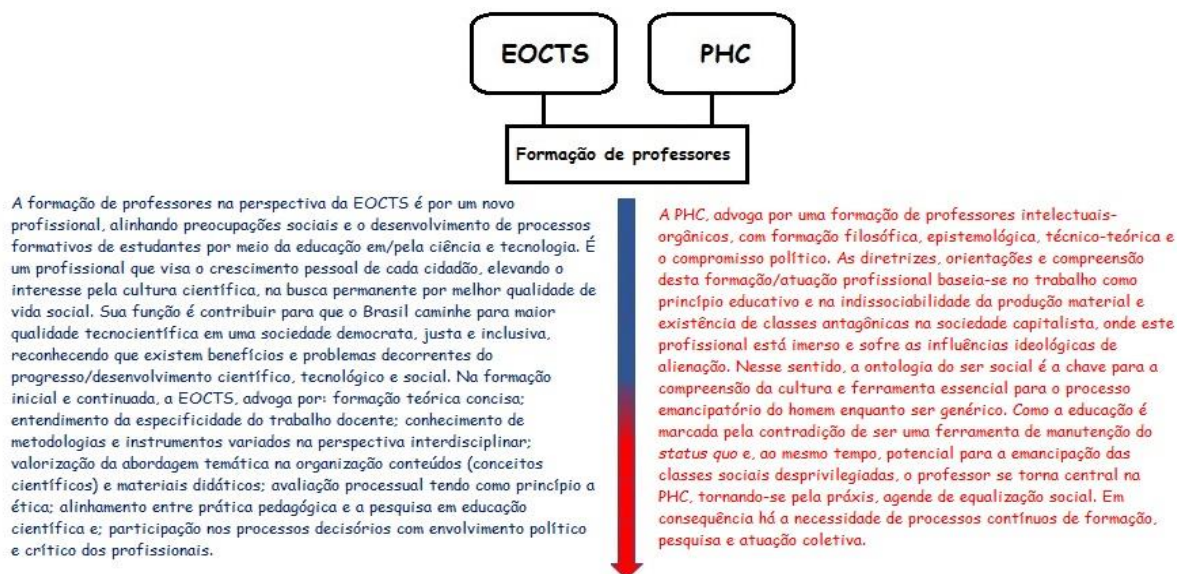 EOCTS
PHC
Formação de professores
A formação de professores na perspectiva da EOCTS é por um novo
profissional, alinhando preocupações sociais e o desenvolvimento de processos
formativos de estudantes por meio da educação em/pela ciência e tecnologia. É
um profissional que visa o crescimento pessoal de cada cidadão, elevando o
interesse pela cultura científica, na busca permanente por melhor qualidade de
vida social. Sua função é contribuir para que o Brasil caminhe para maior
qualidade tecnocientífica em uma sociedade democrata, justa e inclusiva,
reconhecendo que existem benefícios e problemas decorrentes do
progresso/desenvolvimento científico, tecnológico e social. Na formação
inicial e continuada, a EOCTS, advoga por: formação teórica concisa;
entendimento da especificidade do trabalho docente; conhecimento de
metodologias e instrumentos variados na perspectiva interdisciplinar;
valorização da abordagem temática na organização conteúdos (conceitos
científicos) e materiais didáticos; avaliação processual tendo como princípio a
ética; alinhamento entre prática pedagógica e a pesquisa em educação
científica e; participação nos processos decisórios com envolvimento político
e crítico dos profissionais.
A PHC, advoga por uma formação de professores intelectuais-
orgânicos, com formação filosófica, epistemológica, técnico-teórica e
o compromisso político. As diretrizes, orientações e compreensão
desta formação/atuação profissional baseia-se no trabalho como
princípio educativo e na indissociabilidade da produção material e
existência de classes antagônicas na sociedade capitalista, onde este
profissional está imerso e sofre as influências ideológicas de
alienação. Nesse sentido, a ontologia do ser social é a chave para a
compreensão da cultura e ferramenta essencial para o processo
emancipatório do homem enquanto ser genérico. Como a educação é
marcada pela contradição de ser uma ferramenta de manutenção do
status quo e, ao mesmo tempo, potencial para a emancipação das
classes sociais desprivilegiadas, o professor se torna central na
PHC, tornando-se pela práxis, agende de equalização social. Em
consequência há a necessidade de processos contínuos de formação,
pesquisa e atuação coletiva.